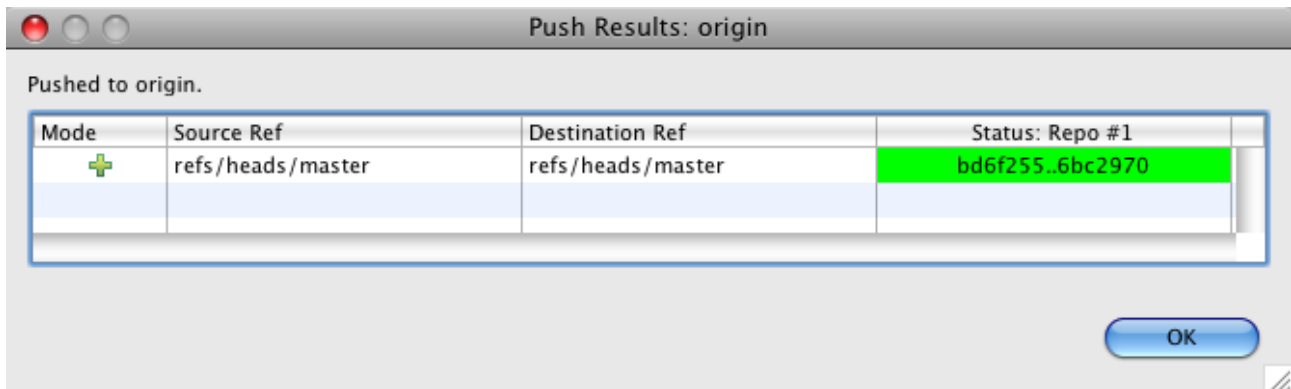 Push Results: origin
Pushed to origin.
Mode Source Ref Destination Ref Status: Repo #1
refs/heads/master refs/heads/master bd6f255..6bc2970
OK